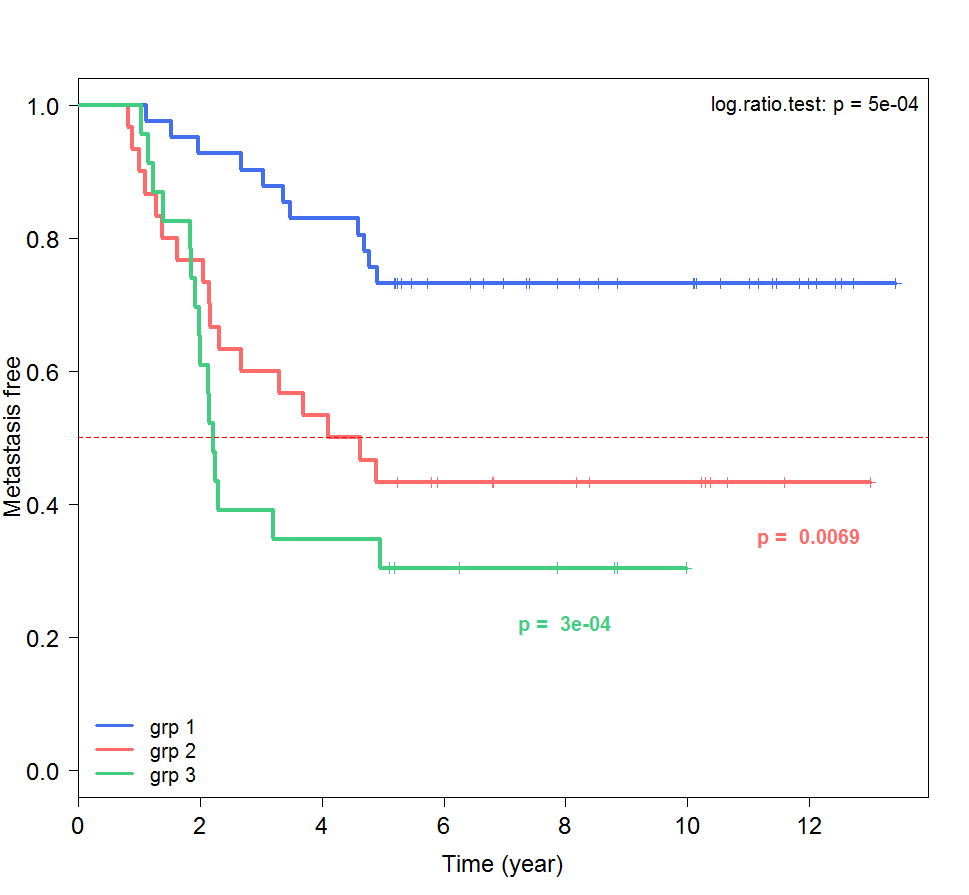 log.ratio.test: p = 5e-04
1.0
0.8
0.6
0.4
0.2
0.0
Metastasis free
p = 0.0069
p = 3e-04
grp 1
grp 2
grp 3
0 2 4 6 8 10 12
Time (year)